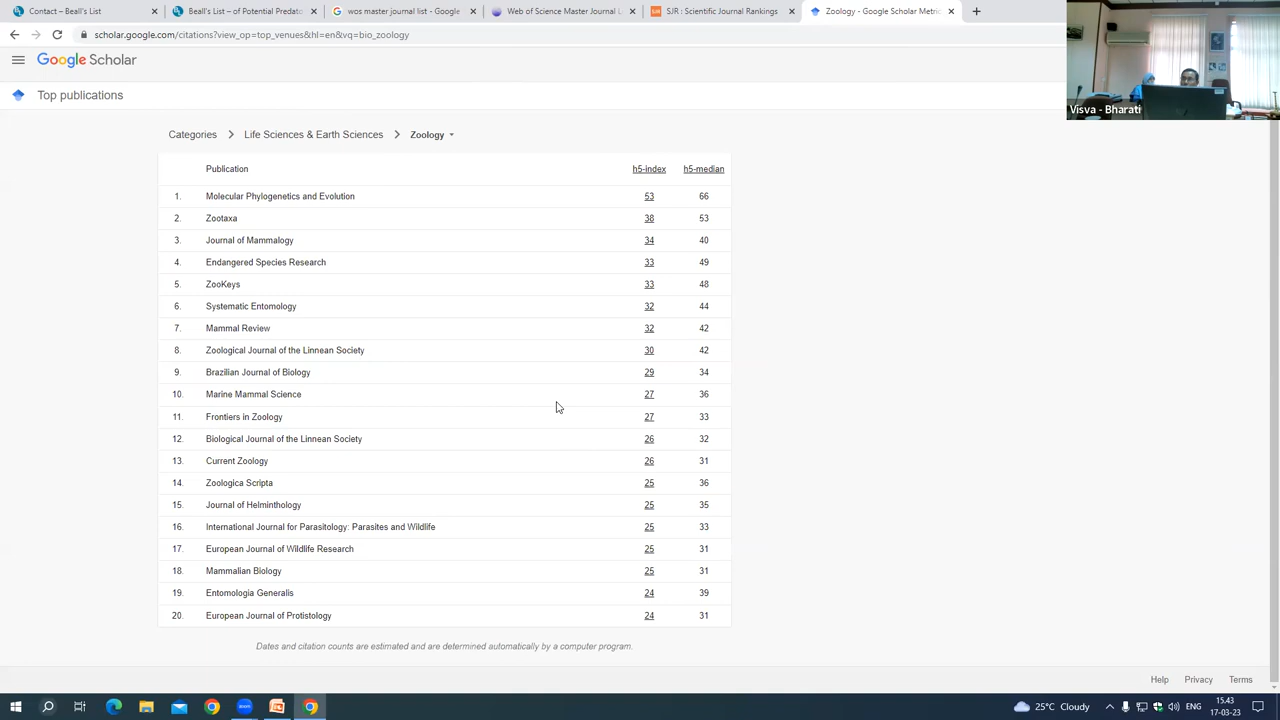 Contact – Beall's List
Beall's List – of Potential Predato
wos master journal list - Google
Web of Science Master Journal L
SJR : Scientific Journal Rankings
Zoology - Google Scholar Metric
scholar.google.com/citations?view_op=top_venues&hl=en&vq=bio_zoology
Google Scholar
Visva - Bharati
Top publications
Categories > Life Sciences & Earth Sciences > Zoology
Publication h5-index h5-median
1. Molecular Phylogenetics and Evolution 53 66
2. Zootaxa 38 53
3. Journal of Mammalogy 34 40
4. Endangered Species Research 33 49
5. ZooKeys 33 48
6. Systematic Entomology 32 44
7. Mammal Review 32 42
8. Zoological Journal of the Linnean Society 30 42
9. Brazilian Journal of Biology 29 34
10. Marine Mammal Science 27 36
11. Frontiers in Zoology 27 33
12. Biological Journal of the Linnean Society 26 32
13. Current Zoology 26 31
14. Zoologica Scripta 25 36
15. Journal of Helminthology 25 35
16. International Journal for Parasitology: Parasites and Wildlife 25 33
17. European Journal of Wildlife Research 25 31
18. Mammalian Biology 25 31
19. Entomologia Generalis 24 39
20. European Journal of Protistology 24 31
Dates and citation counts are estimated and are determined automatically by a computer program.
Help Privacy Terms
25°C Cloudy
ENG
15.43
17-03-23